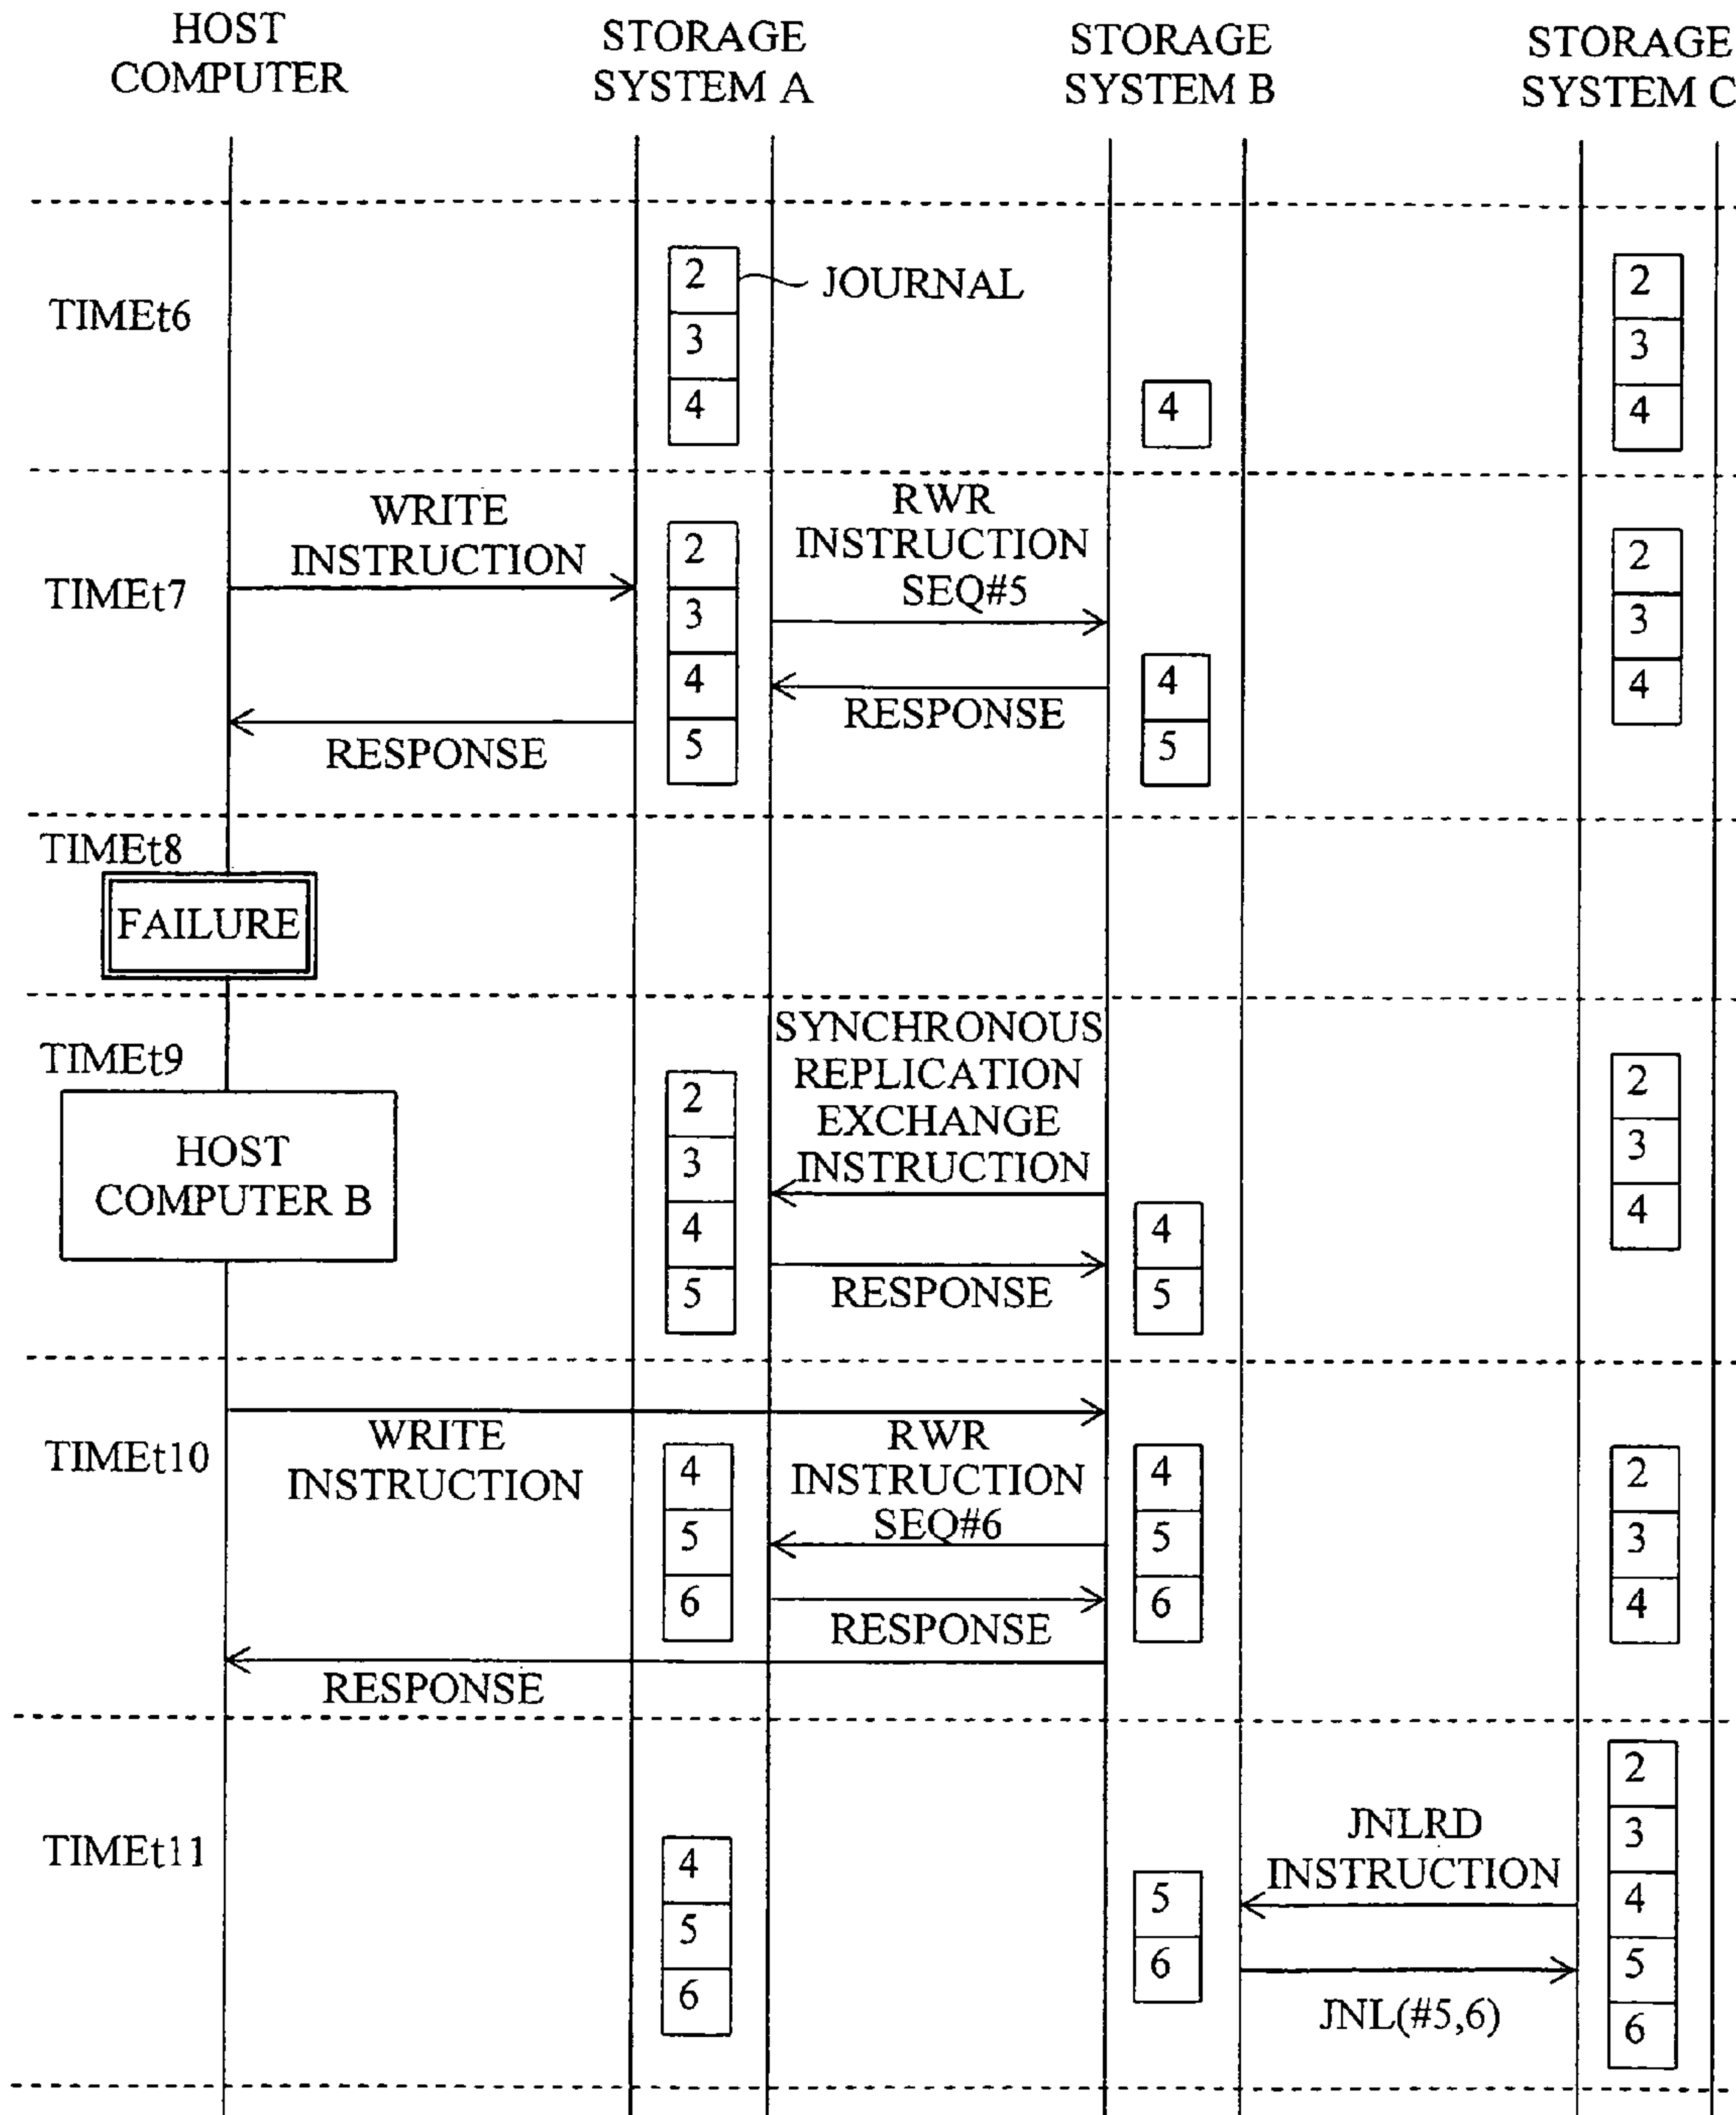 HOST
COMPUTER
STORAGE
SYSTEM A
STORAGE
SYSTEM B
STORAGE
SYSTEM C
TIMEt6
2
3
4
JOURNAL
4
2
3
4
TIMEt7
WRITE
INSTRUCTION
RESPONSE
2
3
4
5
RWR
INSTRUCTION
SEQ#5
RESPONSE
4
5
2
3
4
TIMEt8
FAILURE
TIMEt9
HOST
COMPUTER B
2
3
4
5
SYNCHRONOUS
REPLICATION
EXCHANGE
INSTRUCTION
RESPONSE
4
5
2
3
4
TIMEt10
WRITE
INSTRUCTION
RESPONSE
4
5
6
RWR
INSTRUCTION
SEQ#6
RESPONSE
4
5
6
2
3
4
TIMEt11
4
5
6
5
6
JNLRD
INSTRUCTION
JNL(#5,6)
2
3
4
5
6